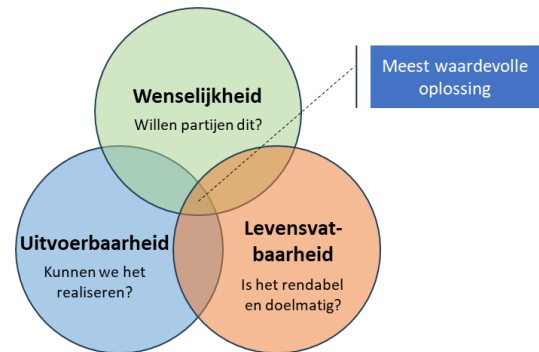 Wenselijkheid
Willen partijen dit?
Meest waardevolle
oplossing
Uitvoerbaarheid
Kunnen we het
realiseren?
Levensvat-
baarheid
Is het rendabel
en doelmatig?